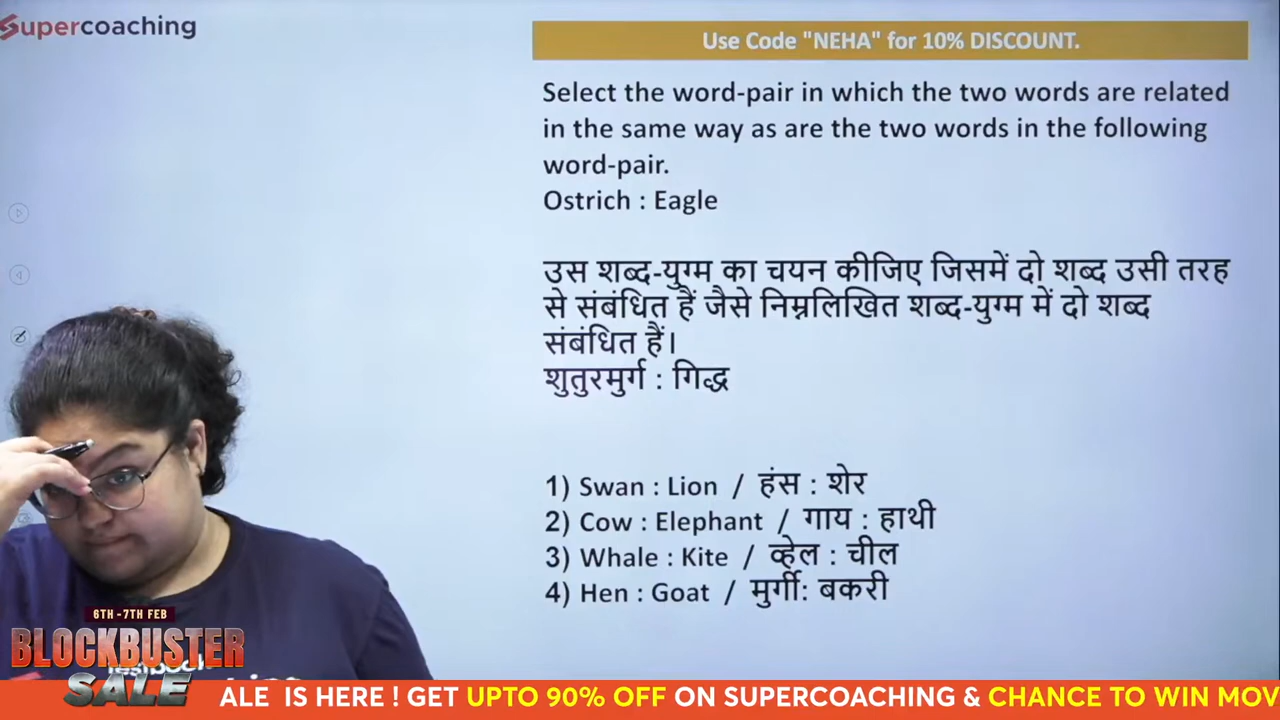 Supercoaching
Use Code "NEHA" for 10% DISCOUNT.
Select the word-pair in which the two words are related
in the same way as are the two words in the following
word-pair.
Ostrich : Eagle
उस शब्द-युग्म का चयन कीजिए जिसमें दो शब्द उसी तरह
से संबंधित हैं जैसे निम्नलिखित शब्द-युग्म में दो शब्द
संबंधित हैं।
शुतुरमुर्ग : गिद्ध
1) Swan : Lion / हंस : शेर
2) Cow : Elephant / गाय : हाथी
3) Whale : Kite / व्हेल : चील
4) Hen : Goat / मुर्गी: बकरी
6TH -7TH FEB
BLOCKBUSTER
SALE
ALE IS HERE ! GET UPTO 90% OFF ON SUPERCOACHING & CHANCE TO WIN MOV